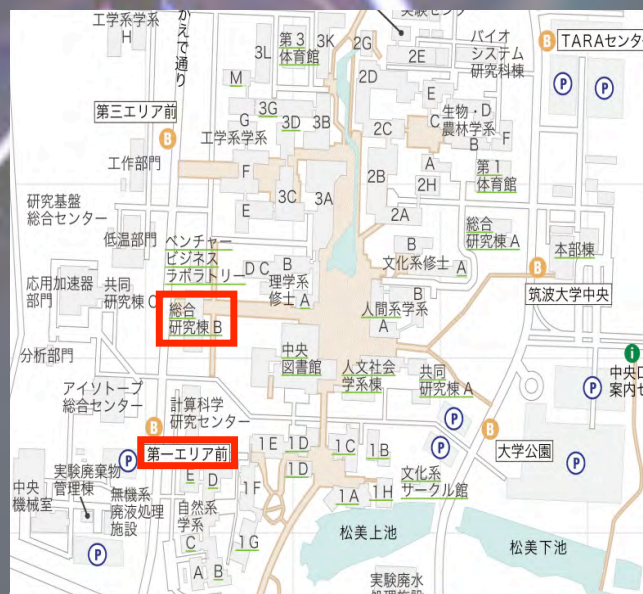 工学系学系
H
かえで通り
3L
第3
体育館
3K
2G
2D
実験センタ
2E
バイオ
システム
研究科棟
B
TARAセンタ
P
P
M
3G
G
3D
3B
工学系学系
第三エリア前
B
工作部門
F
E
3C
3A
2C
E
C
生物・D
農林学系
B
F
A
2H
2B
2A
第1
体育館
研究基盤
総合センター
低温部門
ベンチャー
ビジネス
ラボラトリー
D C
B
理学系
修士 A
B
文化系修士
A
総合
研究棟 A
本部棟
B
筑波大学中央
応用加速器
部門
共同
研究棟 C
総合
研究棟 B
B
人間系学系
A
分析部門
中央
図書館
人文社会
学系棟
共同
研究棟 A
i
中央口
案内セ
P
アイソトープ
総合センター
計算科学
研究センター
B
第一エリア前
P
P
P
B
大学公園
P
1E
1D
1D
1C
1B
文化系
サークル館
1A
1H
中央
機械室
実験廃棄物
管理棟
無機系
廃液処理
施設
P
E
D
自然系
学系
C
A
B
1F
1G
松美上池
松美下池
実験廃水